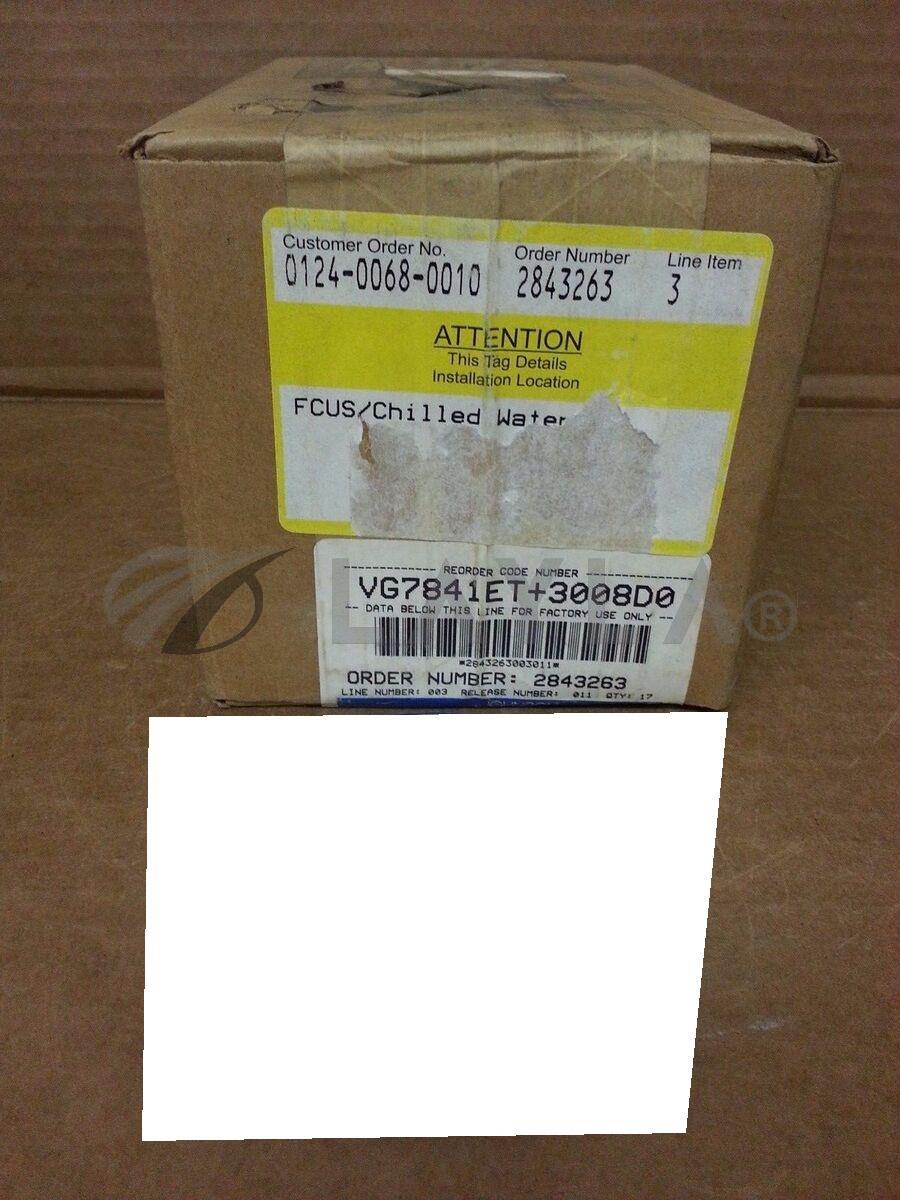 Customer Order No. Order Number Line Item
0124-0068-0010 2843263 3
ATTENTION
This Tag Details
Installation Location
FCUS/Chilled Water
REORDER CODE NUMBER
VG7841ET+3008D0
-- DATA BELOW THIS LINE FOR FACTORY USE ONLY --
*2843263003011*
ORDER NUMBER: 2843263
LINE NUMBER: 003 RELEASE NUMBER: 011 QTY: 17